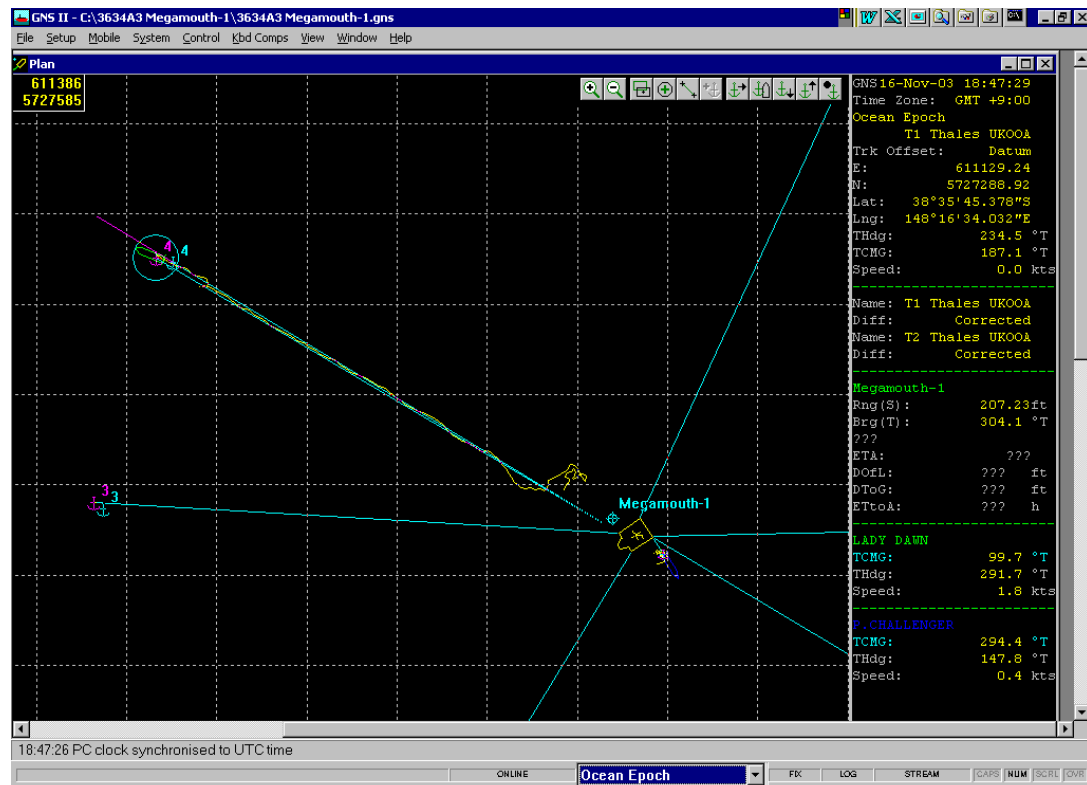 GNS II - C:\3634A3 Megamouth-1\3634A3 Megamouth-1.gns
File Setup Mobile System Control Kbd Comps View Window Help
Plan
611386
5727585
GNS16-Nov-03 18:47:29
Time Zone: GMT +9:00
Ocean Epoch
T1 Thales UKOOA
Trk Offset: Datum
E: 611129.24
N: 5727288.92
Lat: 38°35'45.378"S
Lng: 148°16'34.032"E
THdg: 234.5 °T
TCMG: 187.1 °T
Speed: 0.0 kts
Name: T1 Thales UKOOA
Diff: Corrected
Name: T2 Thales UKOOA
Diff: Corrected
Megamouth-1
Rng(S): 207.23ft
Brg(T): 304.1 °T
???
ETA: ???
DOfL: ??? ft
DToG: ??? ft
ETtoA: ??? h
LADY DAWN
TCMG: 99.7 °T
THdg: 291.7 °T
Speed: 1.8 kts
P.CHALLENGER
TCMG: 294.4 °T
THdg: 147.8 °T
Speed: 0.4 kts
4 4
3 3
Megamouth-1
18:47:26 PC clock synchronised to UTC time
ONLINE Ocean Epoch FIX LOG STREAM CAPS NUM SCRL OVR